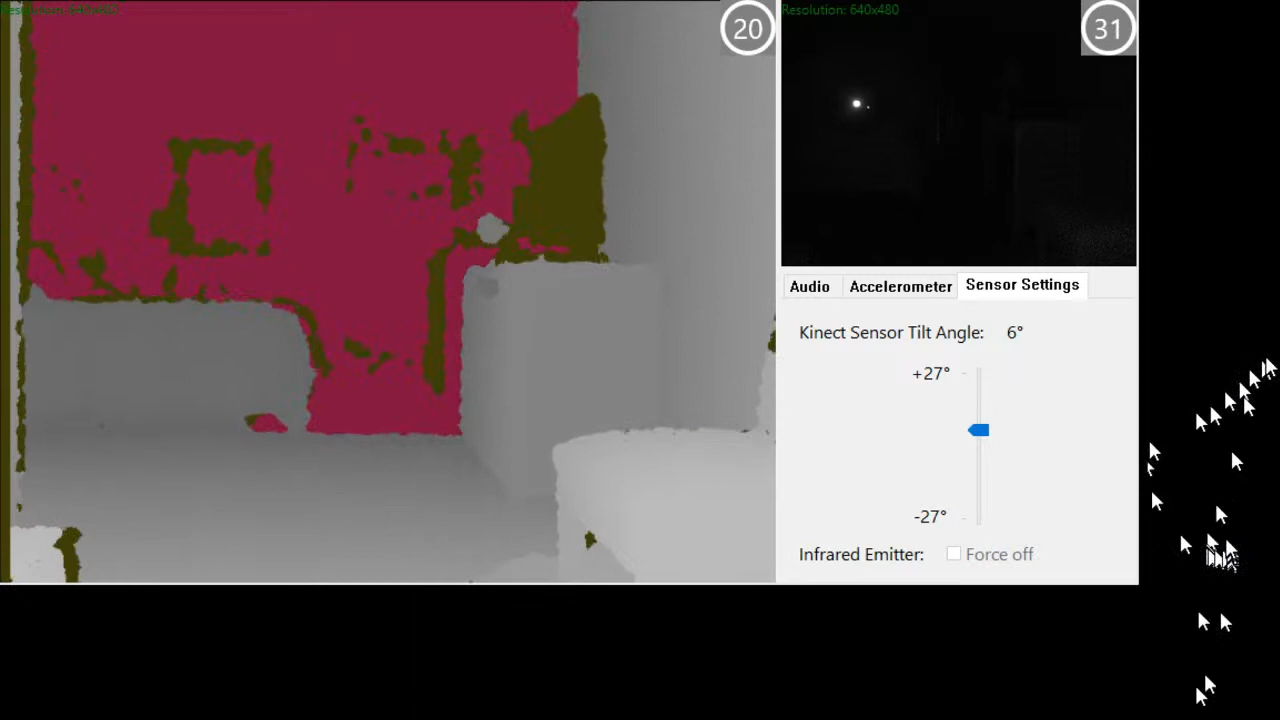 20
Resolution: 640x480
31
Audio
Accelerometer
Sensor Settings
Kinect Sensor Tilt Angle: 6°
+27°
-27°
Infrared Emitter: Force off